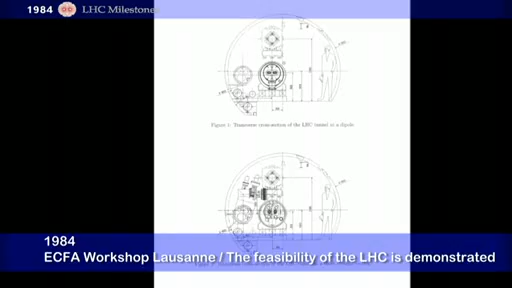 1984 LHC Milestones
Figure 1: Transverse cross-section of the LHC tunnel at a dipole
1984
ECFA Workshop Lausanne / The feasibility of the LHC is demonstrated